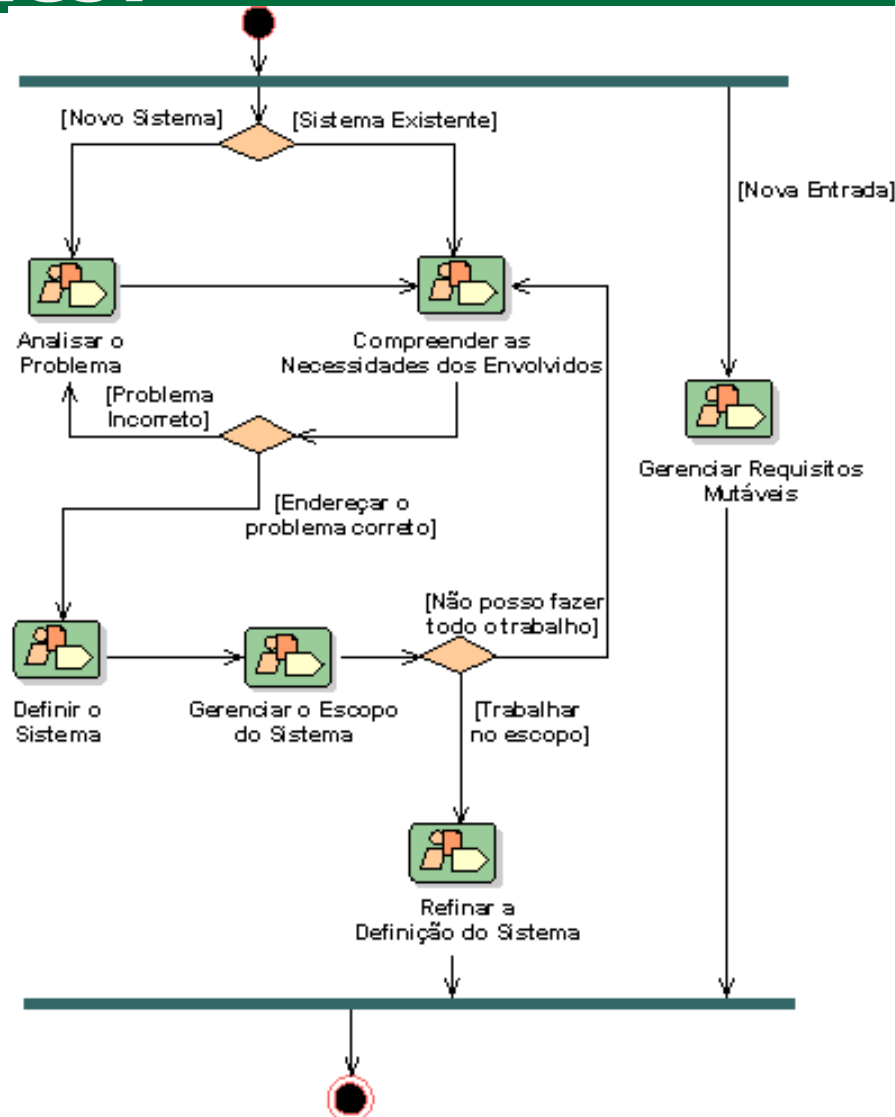 [Novo Sistema]
[Sistema Existente]
[Nova Entrada]
Analisar o
Problema
Compreender as
Necessidades dos Envolvidos
[Problema
Incorreto]
Gerenciar Requisitos
Mutáveis
[Endereçar o
problema correto]
[Não posso fazer
todo o trabalho]
Definir o
Sistema
Gerenciar o Escopo
do Sistema
[Trabalhar
no escopo]
Refinar a
Definição do Sistema